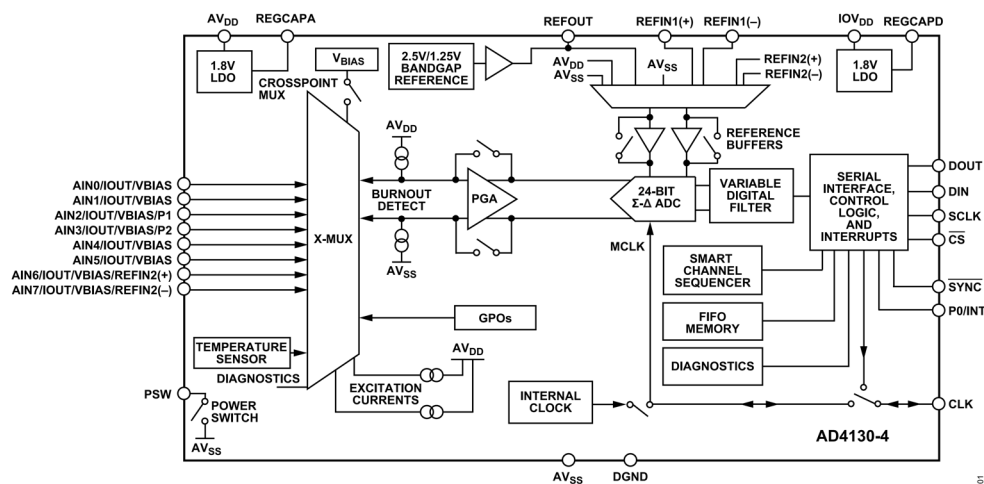 AVDD
REGCAPA
REFOUT
REFIN1(+)
REFIN1(–)
IOVDD
REGCAPD
1.8V
LDO
CROSSPOINT
MUX
VBIAS
2.5V/1.25V
BANDGAP
REFERENCE
AVDD
AVSS
AVSS
REFIN2(+)
REFIN2(–)
1.8V
LDO
AVDD
REFERENCE
BUFFERS
AIN0/IOUT/VBIAS
AIN1/IOUT/VBIAS
AIN2/IOUT/VBIAS/P1
AIN3/IOUT/VBIAS/P2
AIN4/IOUT/VBIAS
AIN5/IOUT/VBIAS
AIN6/IOUT/VBIAS/REFIN2(+)
AIN7/IOUT/VBIAS/REFIN2(–)
X-MUX
BURNOUT
DETECT
AVSS
PGA
24-BIT
Σ-Δ ADC
VARIABLE
DIGITAL
FILTER
SERIAL
INTERFACE,
CONTROL
LOGIC,
AND
INTERRUPTS
DOUT
DIN
SCLK
CS
SYNC
P0/INT
MCLK
SMART
CHANNEL
SEQUENCER
FIFO
MEMORY
DIAGNOSTICS
GPOs
TEMPERATURE
SENSOR
DIAGNOSTICS
AVDD
EXCITATION
CURRENTS
PSW
POWER
SWITCH
AVSS
INTERNAL
CLOCK
CLK
AD4130-4
AVSS
DGND
01